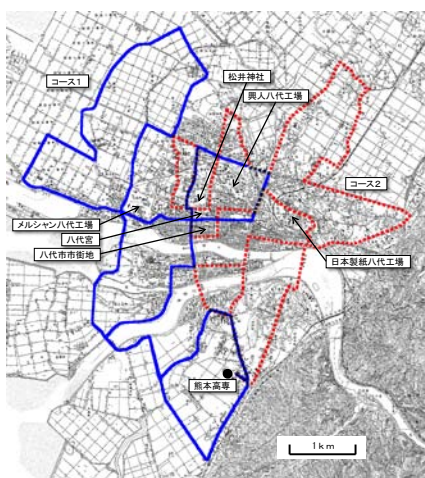 コース1
松井神社
興人八代工場
コース2
メルシャン八代工場
八代宮
八代市市街地
日本製紙八代工場
熊本高専
1km